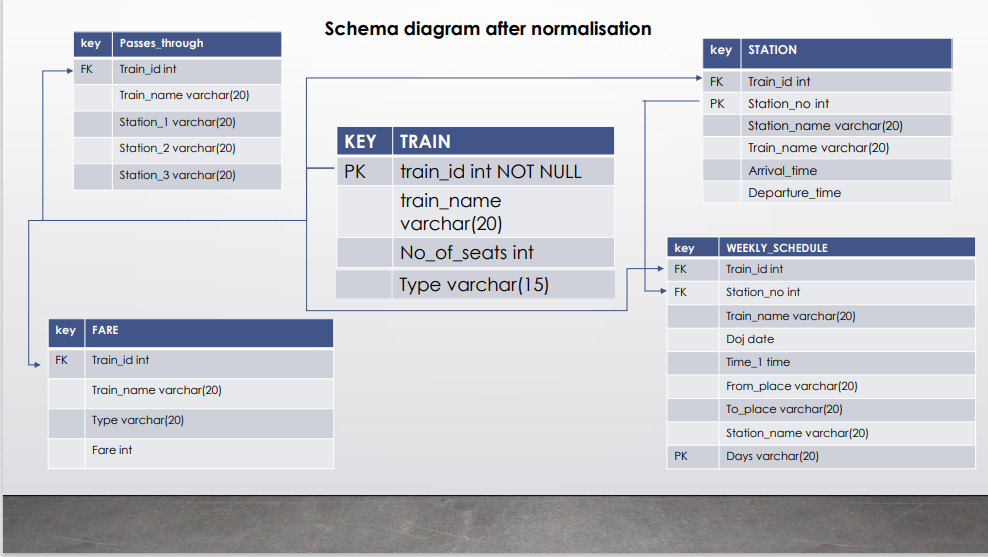 Schema diagram after normalisation
key Passes_through
FK Train_id int
Train_name varchar(20)
Station_1 varchar(20)
Station_2 varchar(20)
Station_3 varchar(20)
KEY TRAIN
PK train_id int NOT NULL
train_name
varchar(20)
No_of_seats int
Type varchar(15)
key STATION
FK Train_id int
PK Station_no int
Station_name varchar(20)
Train_name varchar(20)
Arrival_time
Departure_time
key WEEKLY_SCHEDULE
FK Train_id int
FK Station_no int
Train_name varchar(20)
Doj date
Time_1 time
From_place varchar(20)
To_place varchar(20)
Station_name varchar(20)
PK Days varchar(20)
key FARE
FK Train_id int
Train_name varchar(20)
Type varchar(20)
Fare int